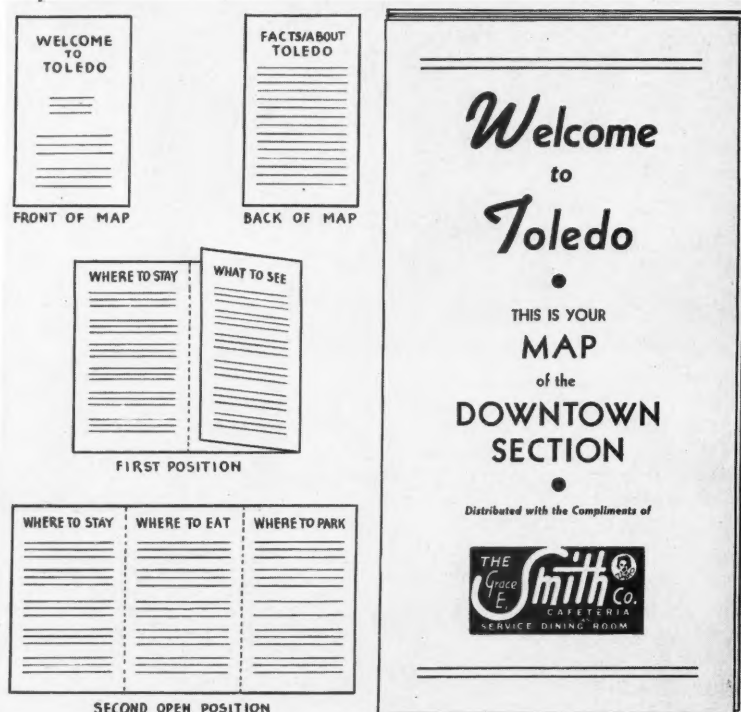 WELCOME
TO
TOLEDO
FRONT OF MAP
FACTS/ABOUT
TOLEDO
BACK OF MAP
WHERE TO STAY
WHAT TO SEE
FIRST POSITION
WHERE TO STAY
WHERE TO EAT
WHERE TO PARK
SECOND OPEN POSITION
Welcome
to
Toledo
THIS IS YOUR
MAP
of the
DOWNTOWN
SECTION
Distributed with the Compliments of
THE
Grace
E.
Smith
Co.
CAFETERIA
SERVICE DINING ROOM